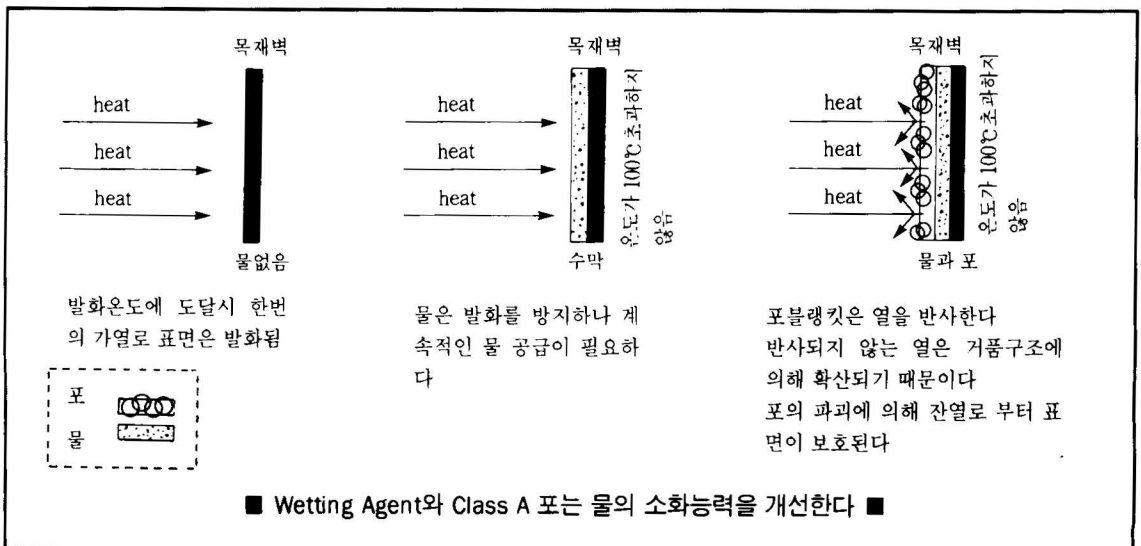 목재벽
heat
heat
heat
물없음
발화온도에 도달시 한번
의 가열로 표면은 발화됨
포
물
목재벽
heat
heat
heat
온도가 100℃초과하지
않음
수막
물은 발화를 방지하나 계
속적인 물 공급이 필요하
다
목재벽
heat
heat
heat
온도가 100℃초과하지
않음
물과 포
포블랭킷은 열을 반사한다
반사되지 않는 열은 거품구조에
의해 확산되기 때문이다
포의 파괴에 의해 잔열로 부터 표
면이 보호된다
■ Wetting Agent와 Class A 포는 물의 소화능력을 개선한다 ■